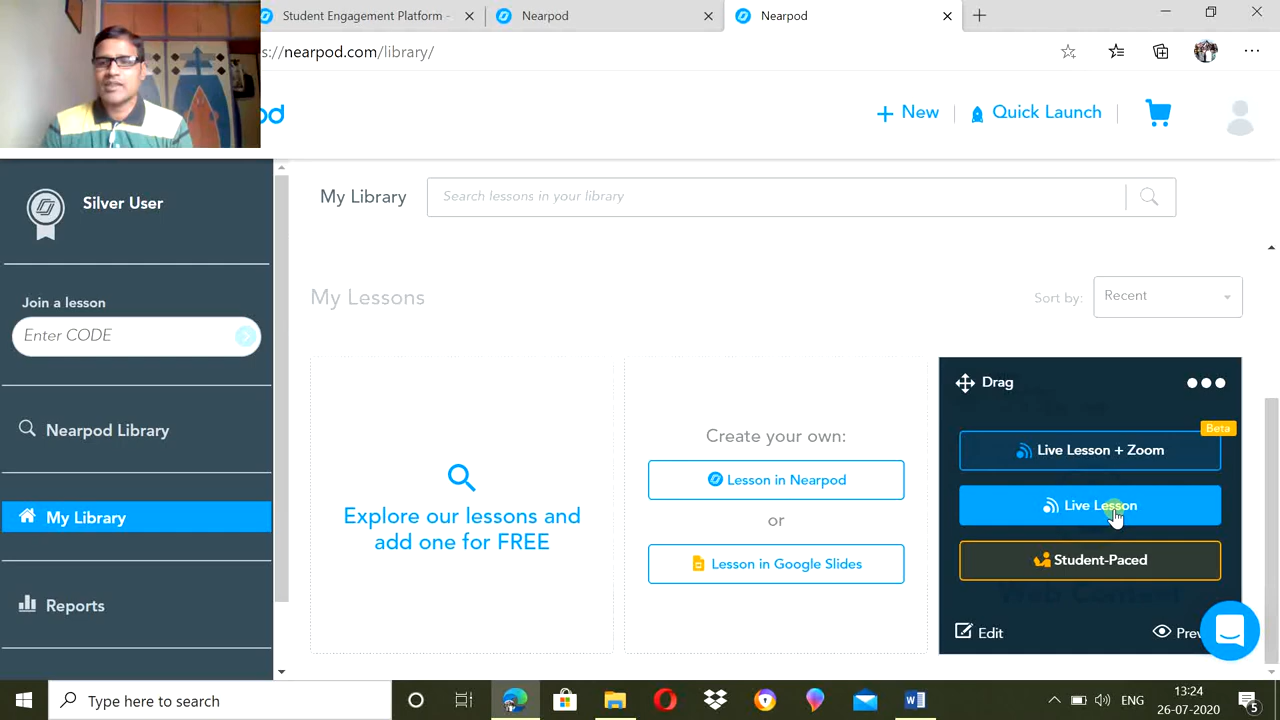 Student Engagement Platform -
Nearpod
Nearpod
s://nearpod.com/library/
od
New
Quick Launch
Silver User
My Library
Search lessons in your library
Join a lesson
Enter CODE
My Lessons
Sort by:
Recent
Nearpod Library
My Library
Reports
Explore our lessons and
add one for FREE
Create your own:
Lesson in Nearpod
or
Lesson in Google Slides
Drag
Beta
Live Lesson + Zoom
Live Lesson
Student-Paced
Web Content
Edit
Prev
Type here to search
ENG
13:24
26-07-2020
5